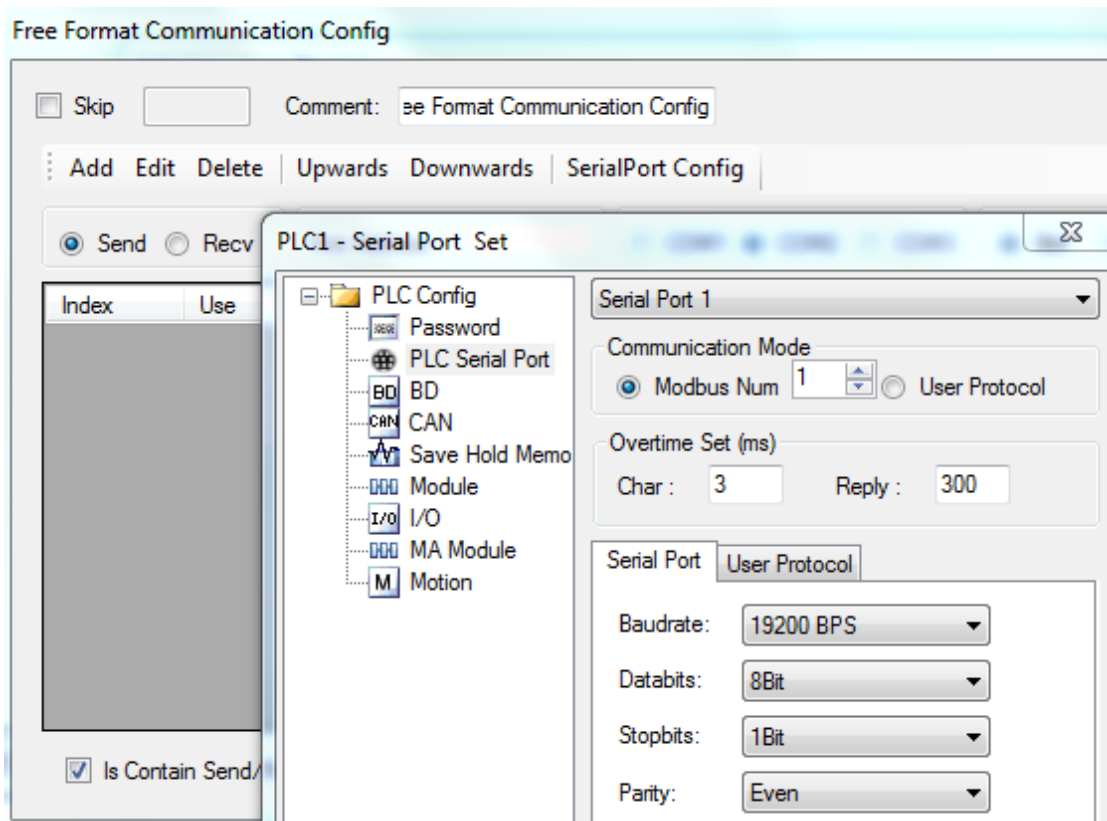 Free Format Communication Config
Skip Comment: ee Format Communication Config
Add Edit Delete Upwards Downwards SerialPort Config
Send Recv
Index Use
Is Contain Send/
PLC1 - Serial Port Set
PLC Config
Password
PLC Serial Port
BD BD
CAN CAN
Save Hold Memo
Module
I/O I/O
MA Module
M Motion
Serial Port 1
Communication Mode
Modbus Num 1 User Protocol
Overtime Set (ms)
Char : 3 Reply : 300
Serial Port User Protocol
Baudrate: 19200 BPS
Databits: 8Bit
Stopbits: 1Bit
Parity: Even